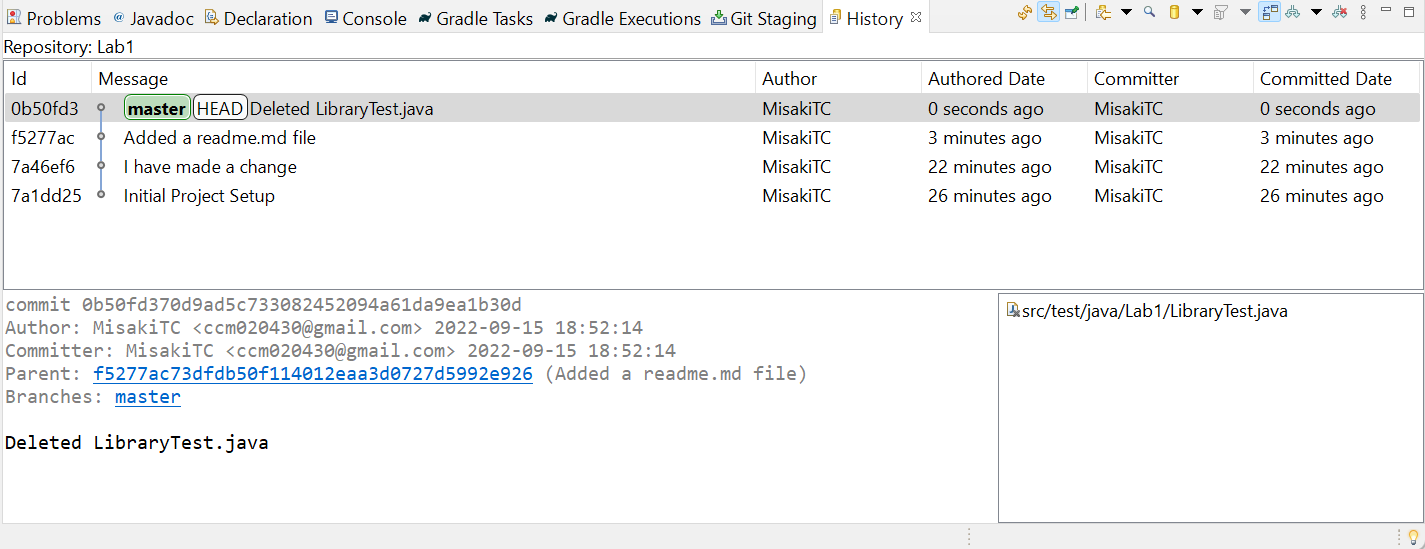 Problems @ Javadoc Declaration Console Gradle Tasks Gradle Executions Git Staging History
Repository: Lab1
Id Message Author Authored Date Committer Committed Date
0b50fd3 master HEAD Deleted LibraryTest.java MisakiTC 0 seconds ago MisakiTC 0 seconds ago
f5277ac Added a readme.md file MisakiTC 3 minutes ago MisakiTC 3 minutes ago
7a46ef6 I have made a change MisakiTC 22 minutes ago MisakiTC 22 minutes ago
7a1dd25 Initial Project Setup MisakiTC 26 minutes ago MisakiTC 26 minutes ago
commit 0b50fd370d9ad5c733082452094a61da9ea1b30d
Author: MisakiTC <ccm020430@gmail.com> 2022-09-15 18:52:14
Committer: MisakiTC <ccm020430@gmail.com> 2022-09-15 18:52:14
Parent: f5277ac73dfdb50f114012eaa3d0727d5992e926 (Added a readme.md file)
Branches: master
Deleted LibraryTest.java
src/test/java/Lab1/LibraryTest.java